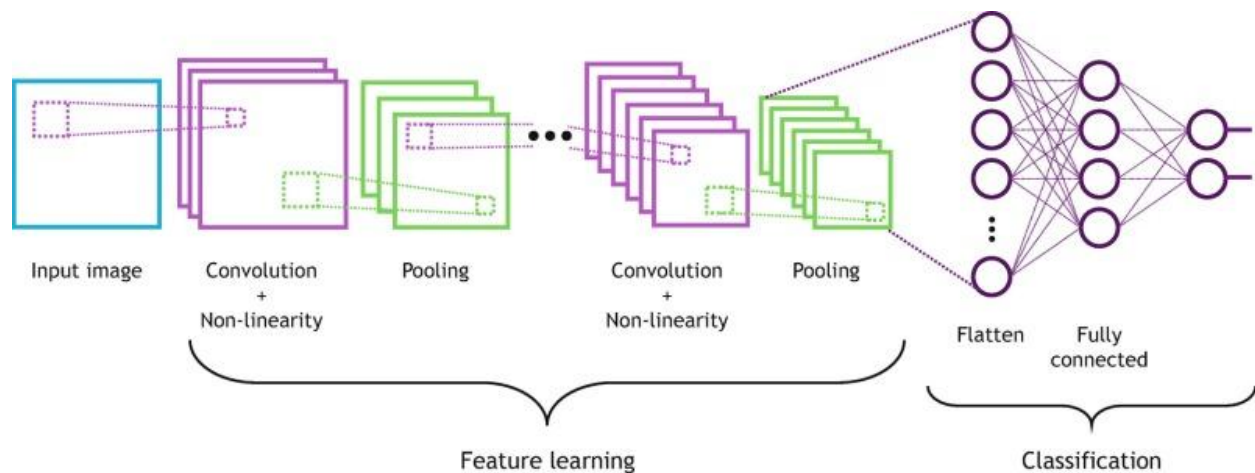 Input image
Convolution
+
Non-linearity
Pooling
Convolution
+
Non-linearity
Pooling
Flatten
Fully
connected
Feature learning
Classification